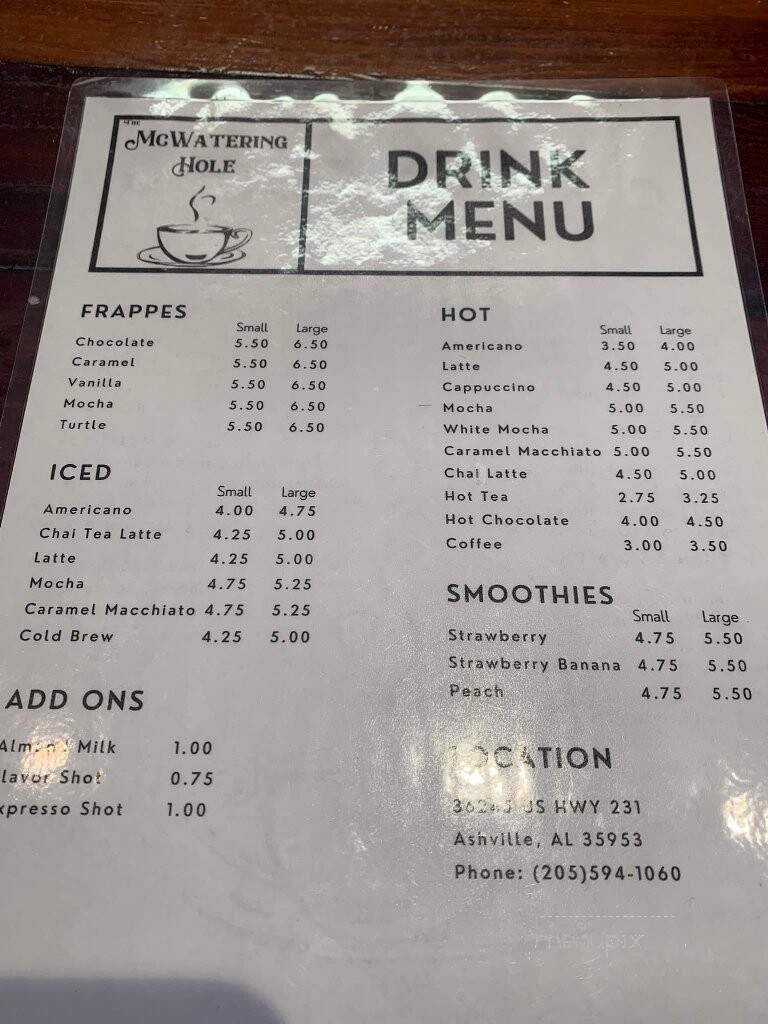 THE
McWatering
Hole
DRINK
MENU
FRAPPES
Small Large
Chocolate 5.50 6.50
Caramel 5.50 6.50
Vanilla 5.50 6.50
Mocha 5.50 6.50
Turtle 5.50 6.50
ICED
Small Large
Americano 4.00 4.75
Chai Tea Latte 4.25 5.00
Latte 4.25 5.00
Mocha 4.75 5.25
Caramel Macchiato 4.75 5.25
Cold Brew 4.25 5.00
ADD ONS
Almond Milk 1.00
lavor Shot 0.75
xpresso Shot 1.00
HOT
Small Large
Americano 3.50 4.00
Latte 4.50 5.00
Cappuccino 4.50 5.00
Mocha 5.00 5.50
White Mocha 5.00 5.50
Caramel Macchiato 5.00 5.50
Chai Latte 4.50 5.00
Hot Tea 2.75 3.25
Hot Chocolate 4.00 4.50
Coffee 3.00 3.50
SMOOTHIES
Small Large
Strawberry 4.75 5.50
Strawberry Banana 4.75 5.50
Peach 4.75 5.50
LOCATION
US HWY 231
Ashville, AL 35953
Phone: (205)594-1060
menupix